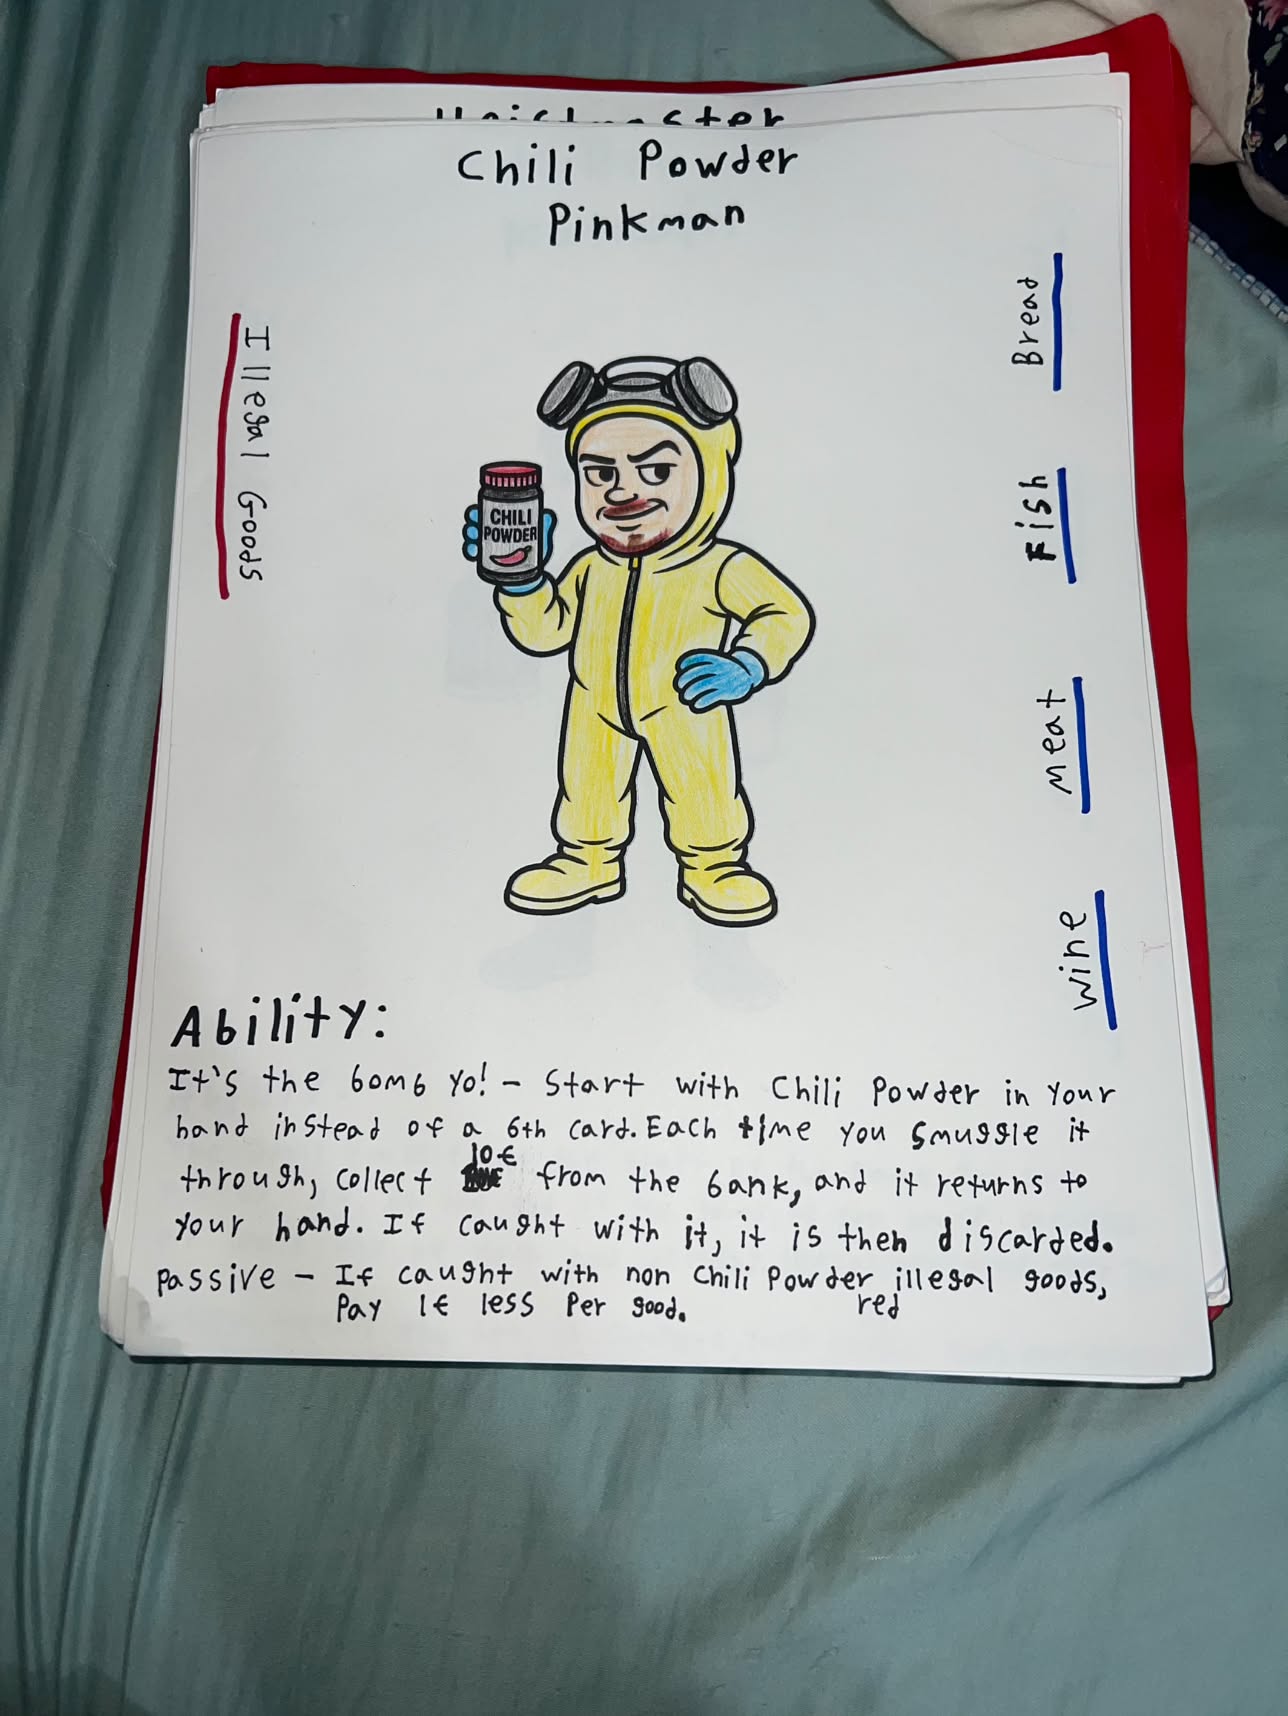 Chili Powder
Pinkman
Illegal Goods
Bread
Fish
Meat
Wine
CHILI
POWDER
Ability:
It's the bomb Yo! - Start with Chili Powder in Your
hand instead of a 6th card. Each time you smuggle it
through, collect 10€ from the bank, and it returns to
your hand. If caught with it, it is then discarded.
Passive - If caught with non Chili Powder illegal goods,
Pay 1€ less Per good. red